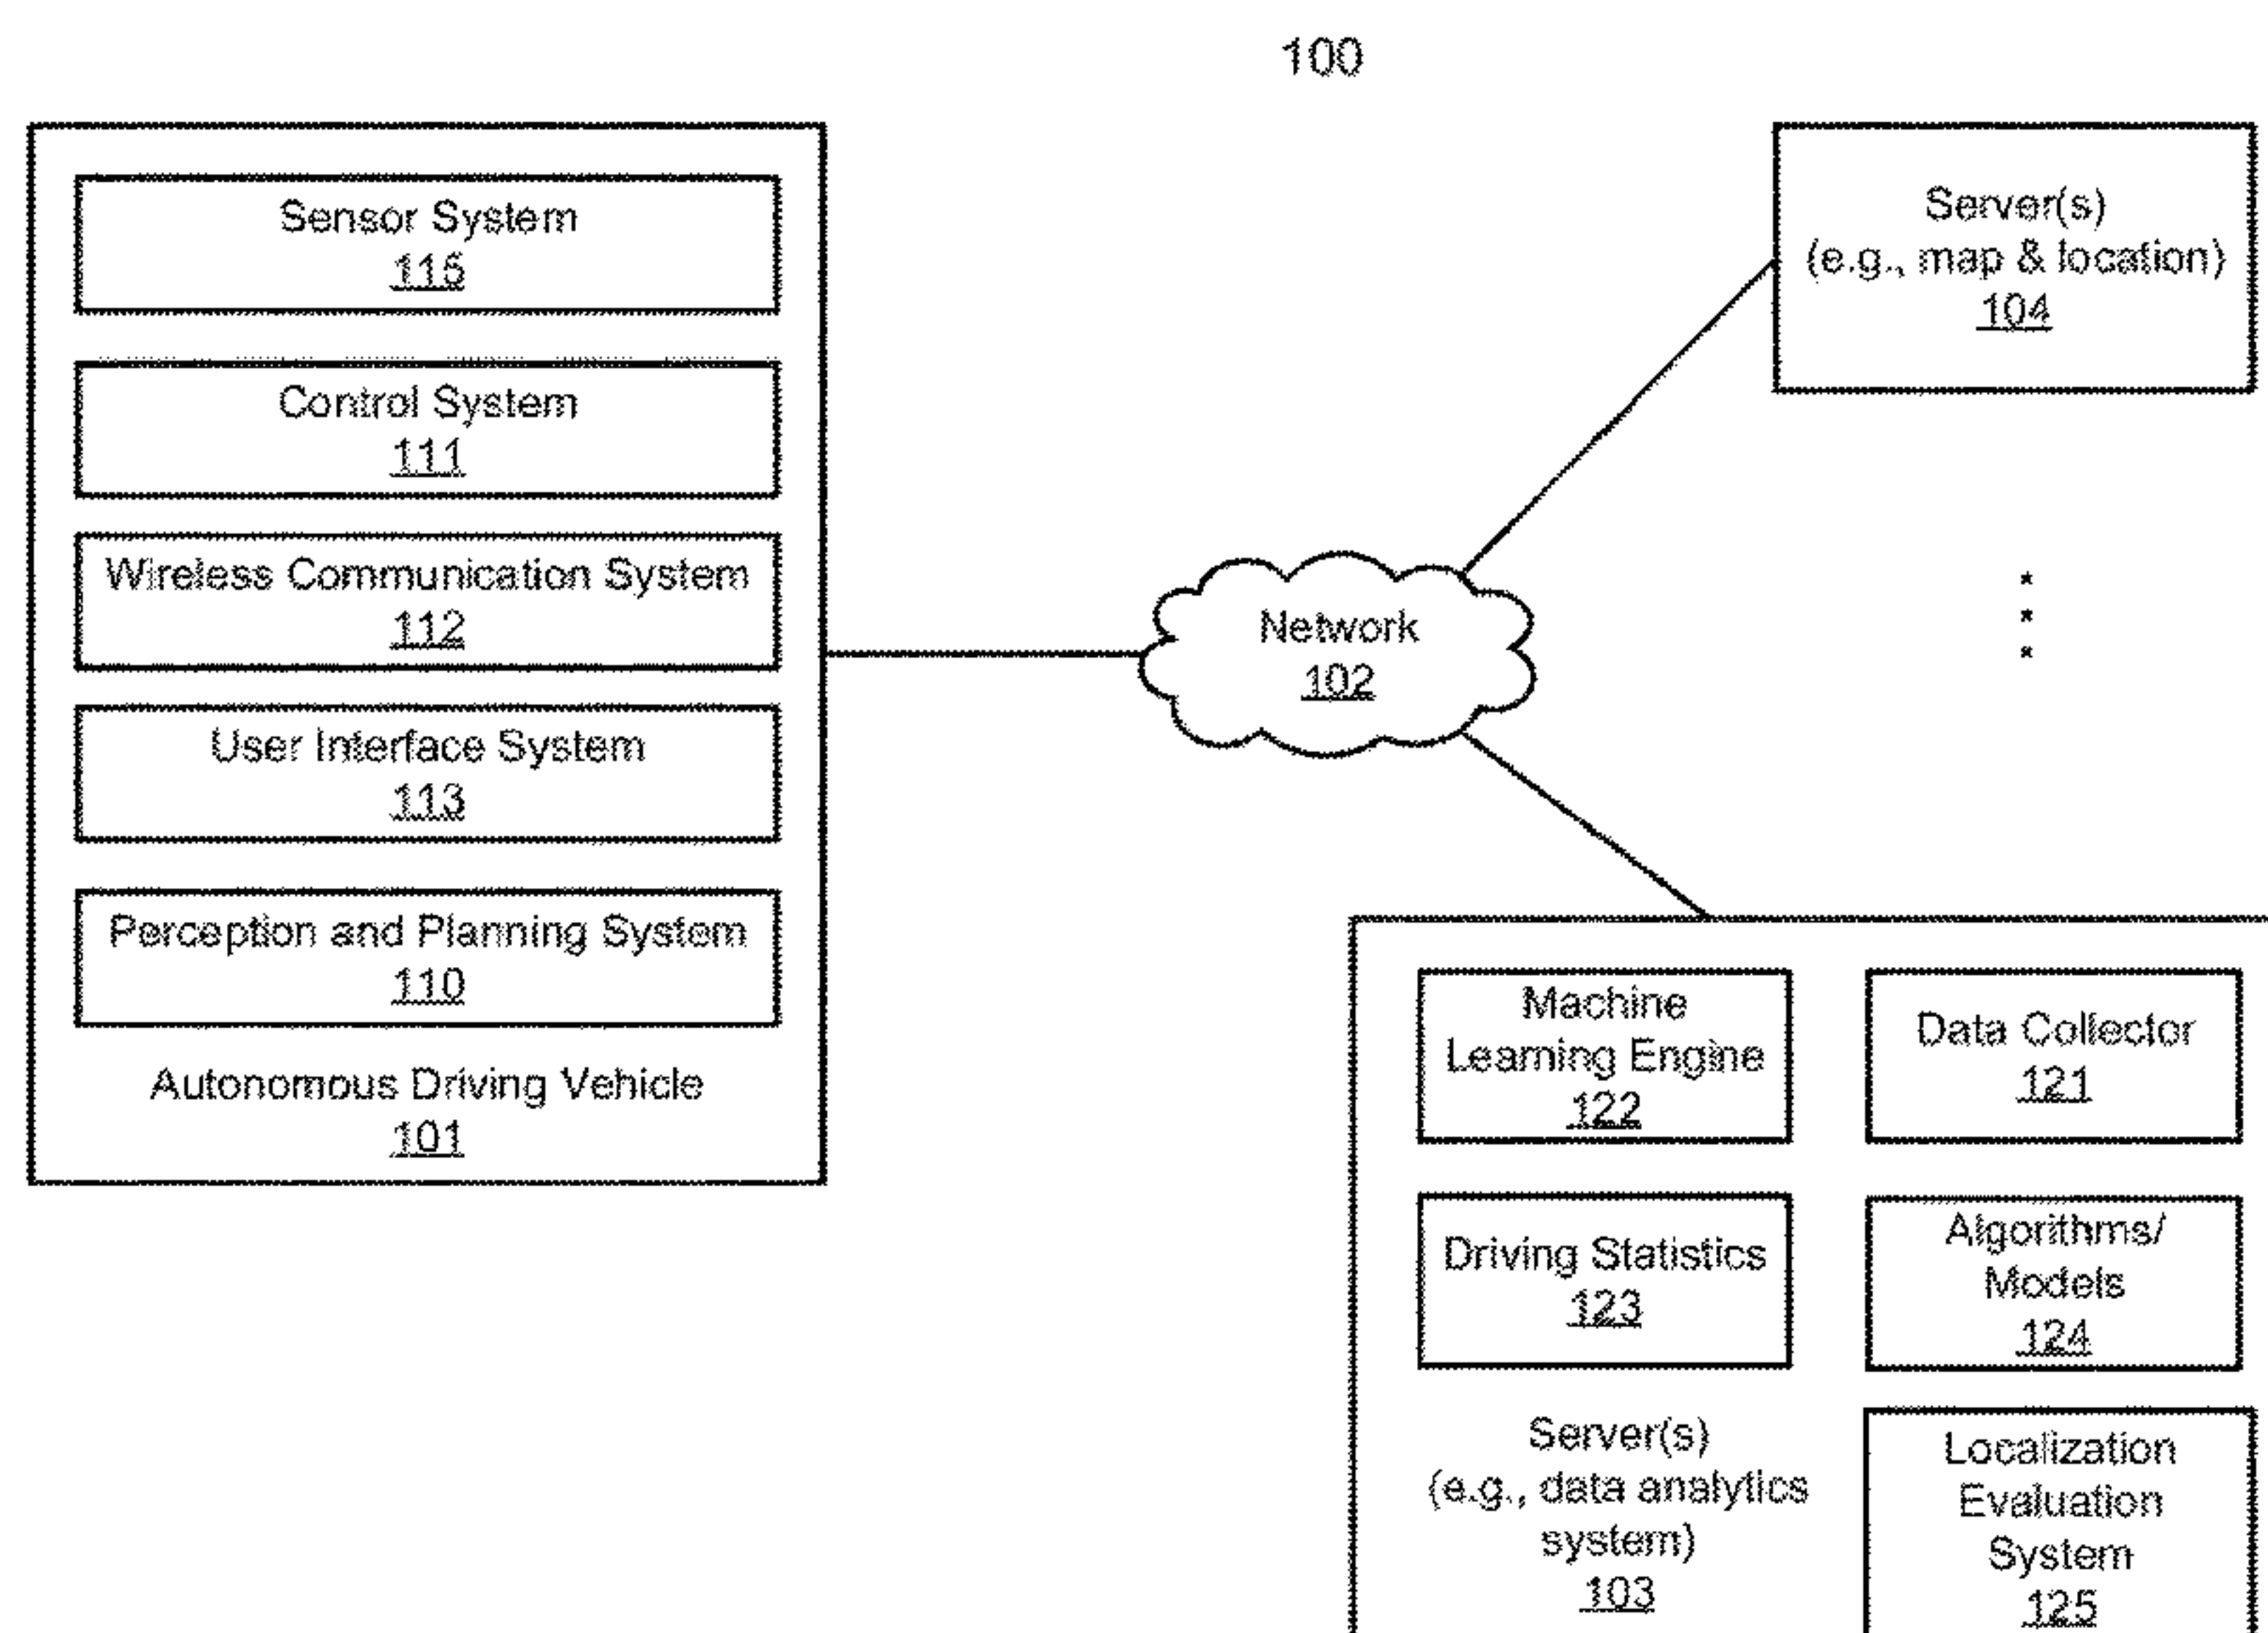 100
Sensor System
115
Control System
111
Wireless Communication System
112
User Interface System
113
Perception and Planning System
110
Autonomous Driving Vehicle
101
Network
102
Server(s)
(e.g., map & location)
104
Machine
Learning Engine
122
Data Collector
121
Driving Statistics
123
Algorithms/
Models
124
Server(s)
(e.g., data analytics
system)
103
Localization
Evaluation
System
125